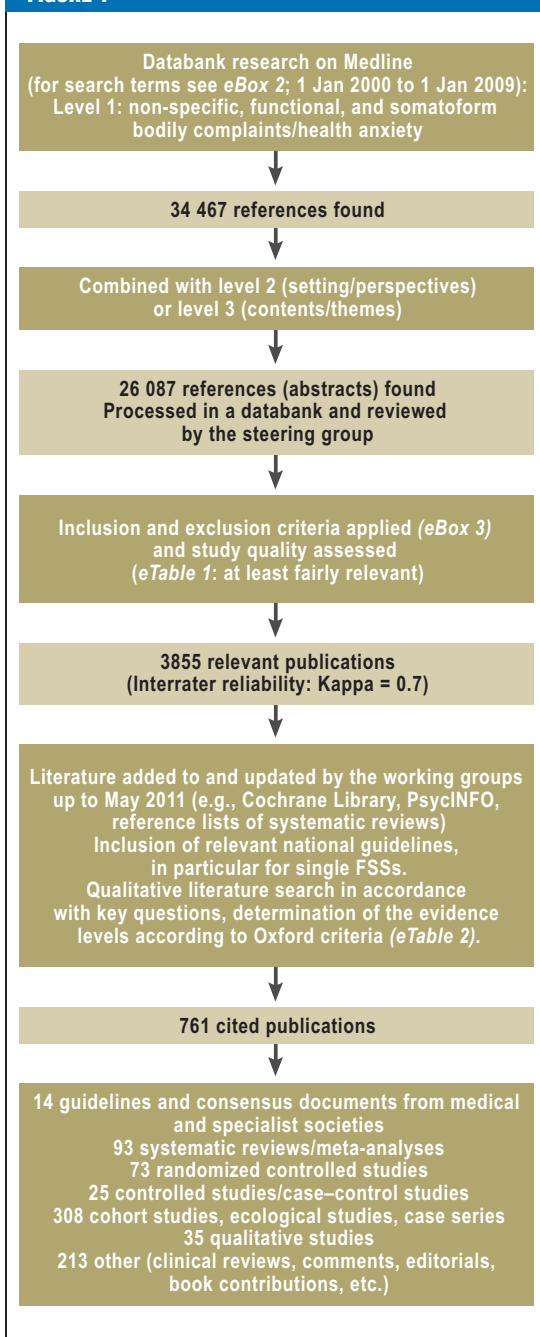 Databank research on Medline
(for search terms see eBox 2; 1 Jan 2000 to 1 Jan 2009):
Level 1: non-specific, functional, and somatoform
bodily complaints/health anxiety
34 467 references found
Combined with level 2 (setting/perspectives)
or level 3 (contents/themes)
26 087 references (abstracts) found
Processed in a databank and reviewed
by the steering group
Inclusion and exclusion criteria applied (eBox 3)
and study quality assessed
(eTable 1: at least fairly relevant)
3855 relevant publications
(Interrater reliability: Kappa = 0.7)
Literature added to and updated by the working groups
up to May 2011 (e.g., Cochrane Library, PsycINFO,
reference lists of systematic reviews)
Inclusion of relevant national guidelines,
in particular for single FSSs.
Qualitative literature search in accordance
with key questions, determination of the evidence
levels according to Oxford criteria (eTable 2).
761 cited publications
14 guidelines and consensus documents from medical
and specialist societies
93 systematic reviews/meta-analyses
73 randomized controlled studies
25 controlled studies/case–control studies
308 cohort studies, ecological studies, case series
35 qualitative studies
213 other (clinical reviews, comments, editorials,
book contributions, etc.)